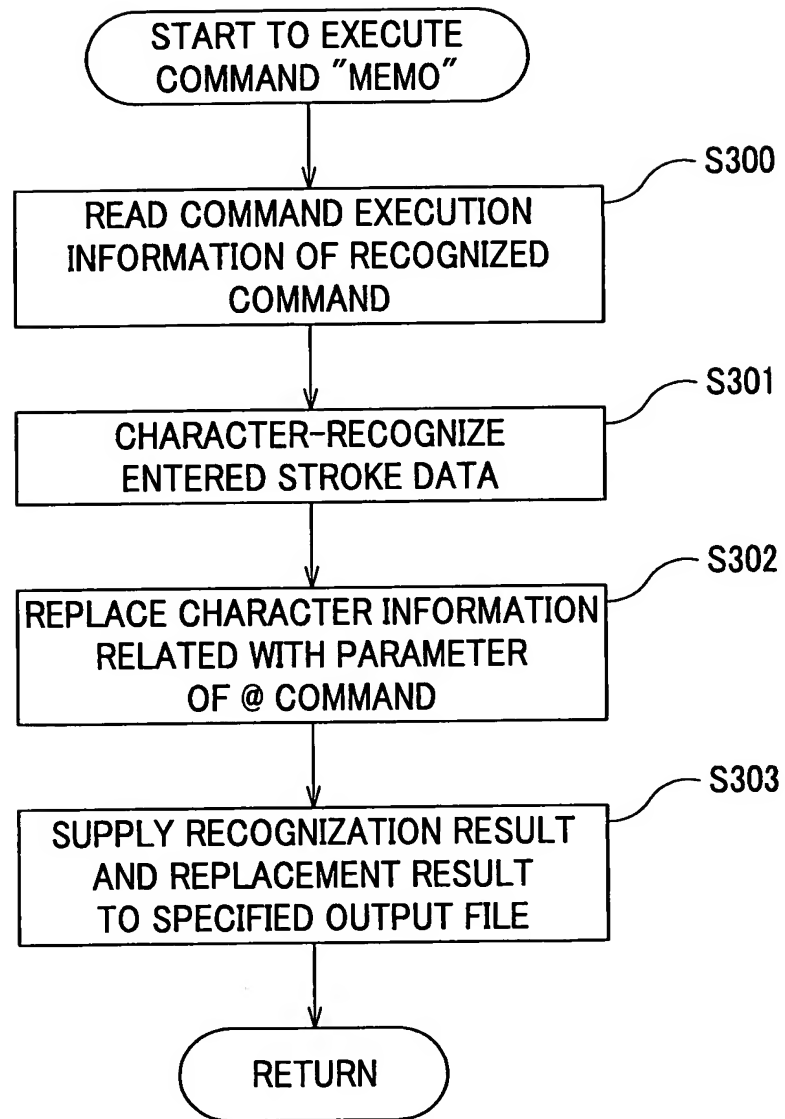 START TO EXECUTE
COMMAND "MEMO"
S300
READ COMMAND EXECUTION
INFORMATION OF RECOGNIZED
COMMAND
S301
CHARACTER-RECOGNIZE
ENTERED STROKE DATA
S302
REPLACE CHARACTER INFORMATION
RELATED WITH PARAMETER
OF @ COMMAND
S303
SUPPLY RECOGNIZATION RESULT
AND REPLACEMENT RESULT
TO SPECIFIED OUTPUT FILE
RETURN